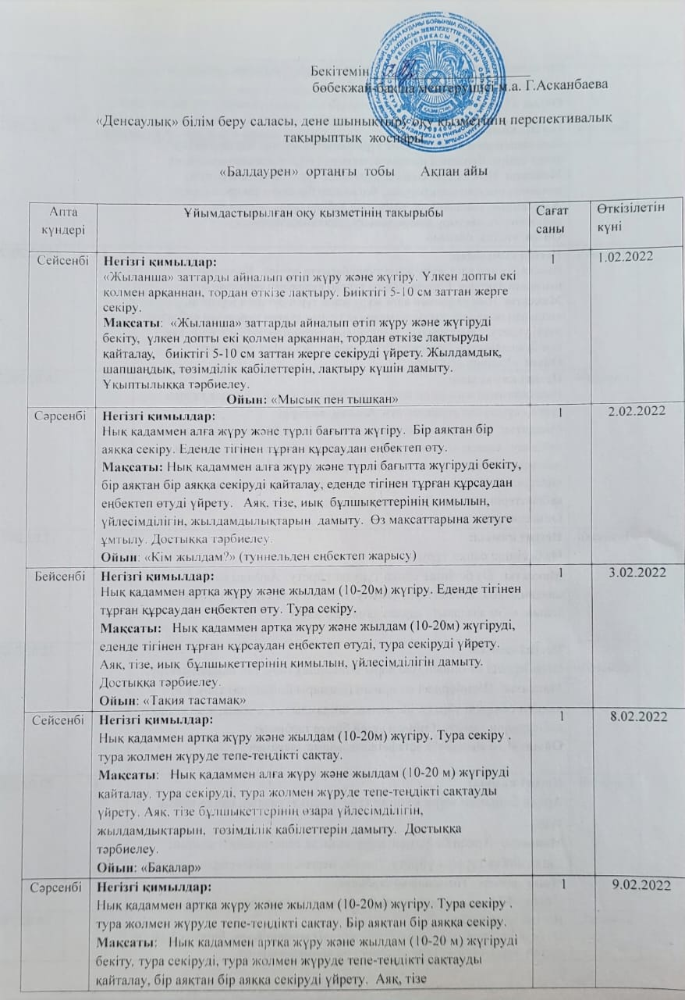 Бекітемін
бөбекжай-бақша меңгерушісі м.а. Г.Асканбаева
«Денсаулық» білім беру саласы, дене шынықтыру оқу қызметінің перспективалық
тақырыптық жоспары
«Балдаурен» ортаңғы тобы Ақпан айы
Апта күндері
Ұйымдастырылған оқу қызметінің тақырыбы
Сағат саны
Өткізілетін күні
Сейсенбі
Негізгі қимылдар:
«Жыланша» заттарды айналып өтіп жүру және жүгіру. Үлкен допты екі
қолмен арқаннан, тордан өткізе лақтыру. Биіктігі 5-10 см заттан жерге
секіру.
Мақсаты: «Жыланша» заттарды айналып өтіп жүру және жүгіруді
бекіту, үлкен допты екі қолмен арқаннан, тордан өткізе лақтыруды
қайталау, биіктігі 5-10 см заттан жерге секіруді үйрету. Жылдамдық,
шапшаңдық, төзімділік қабілеттерін, лақтыру күшін дамыту.
Ұқыптылыққа тәрбиелеу.
Ойын: «Мысық пен тышқан»
1
1.02.2022
Сәрсенбі
Негізгі қимылдар:
Нық қадаммен алға жүру және түрлі бағытта жүгіру. Бір аяқтан бір
аяққа секіру. Еденде тігінен тұрған құрсаудан еңбектеп өту.
Мақсаты: Нық қадаммен алға жүру және түрлі бағытта жүгіруді бекіту,
бір аяқтан бір аяққа секіруді қайталау, еденде тігінен тұрған құрсаудан
еңбектеп өтуді үйрету. Аяқ, тізе, иық бұлшықеттерінің қимылын,
үйлесімділігін, жылдамдылықтарын дамыту. Өз мақсаттарына жетуге
ұмтылу. Достыққа тәрбиелеу.
Ойын: «Кім жылдам?» (туннельден еңбектеп жарысу)
1
2.02.2022
Бейсенбі
Негізгі қимылдар:
Нық қадаммен артқа жүру және жылдам (10-20м) жүгіру. Еденде тігінен
тұрған құрсаудан еңбектеп өту. Тура секіру.
Мақсаты: Нық қадаммен артқа жүру және жылдам (10-20м) жүгіруді,
еденде тігінен тұрған құрсаудан еңбектеп өтуді, тура секіруді үйрету.
Аяқ, тізе, иық бұлшықеттерінің қимылын, үйлесімділігін дамыту.
Достыққа тәрбиелеу.
Ойын: «Тақия тастамақ»
1
3.02.2022
Сейсенбі
Негізгі қимылдар:
Нық қадаммен артқа жүру және жылдам (10-20м) жүгіру. Тура секіру .
тура жолмен жүруде тепе-теңдікті сақтау.
Мақсаты: Нық қадаммен алға жүру және жылдам (10-20 м) жүгіруді
қайталау, тура секіруді, тура жолмен жүруде тепе-теңдікті сақтауды
үйрету. Аяқ, тізе бұлшықеттерінің өзара үйлесімділігін,
жылдамдықтарын, төзімділік қабілеттерін дамыту. Достыққа
тәрбиелеу.
Ойын: «Бақалар»
1
8.02.2022
Сәрсенбі
Негізгі қимылдар:
Нық қадаммен артқа жүру және жылдам (10-20м) жүгіру. Тура секіру .
тура жолмен жүруде тепе-теңдікті сақтау. Бір аяқтан бір аяққа секіру.
Мақсаты: Нық қадаммен артқа жүру және жылдам (10-20 м) жүгіруді
бекіту, тура секіруді, тура жолмен жүруде тепе-теңдікті сақтауды
қайталау, бір аяқтан бір аяққа секіруді үйрету. Аяқ, тізе
1
9.02.2022